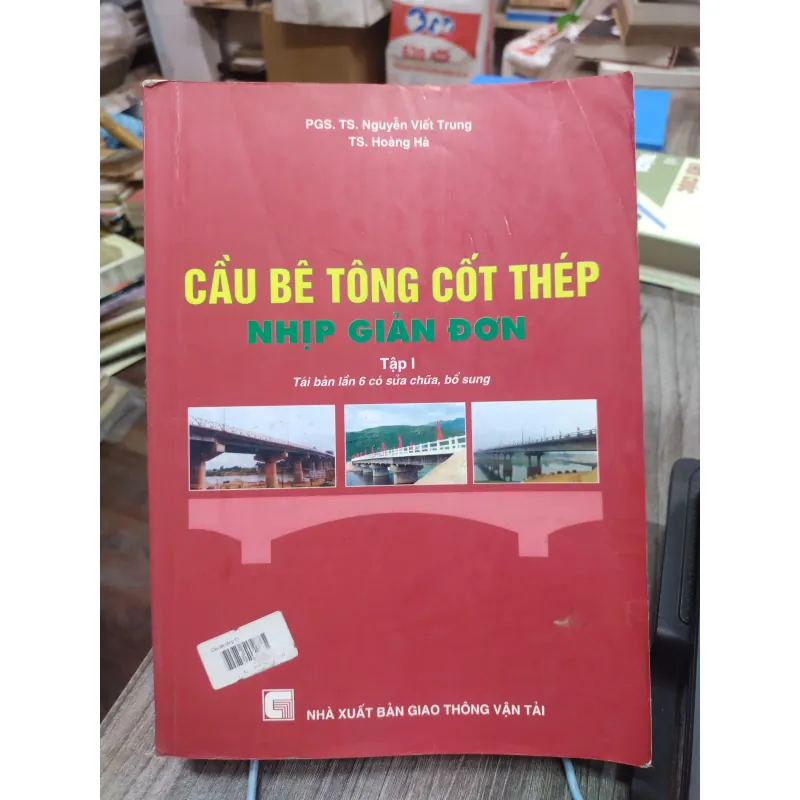 PGS. TS. Nguyễn Viết Trung
TS. Hoàng Hà
CẦU BÊ TÔNG CỐT THÉP
NHỊP GIẢN ĐƠN
Tập I
Tái bản lần 6 có sửa chữa, bổ sung
NHÀ XUẤT BẢN GIAO THÔNG VẬN TẢI